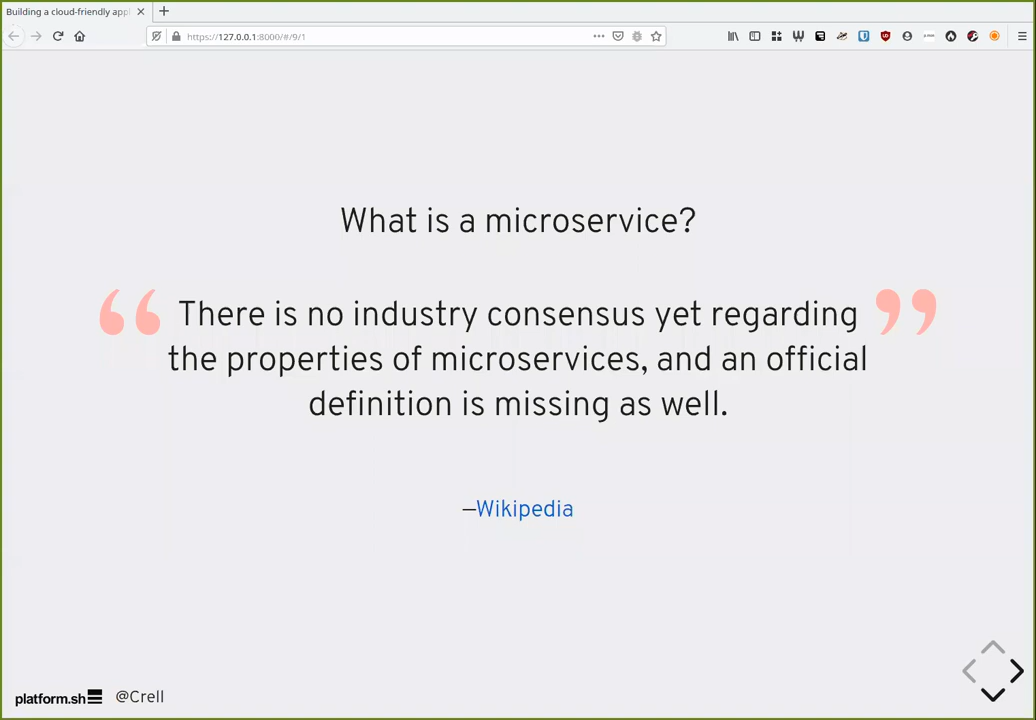 Building a cloud-friendly appl
https://127.0.0.1:8000/#/9/1
What is a microservice?
“ There is no industry consensus yet regarding ”
the properties of microservices, and an official
definition is missing as well.
—Wikipedia
platform.sh @Crell